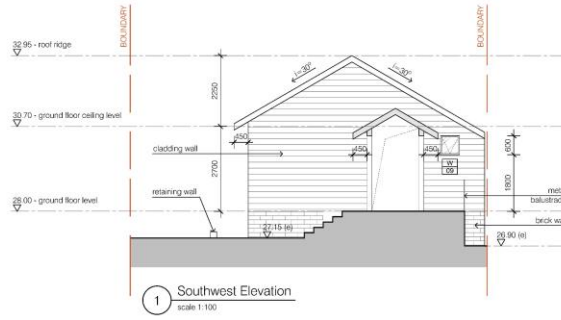 BOUNDARY
BOUNDARY
32.95 - roof ridge
i=30°
i=30°
2250
30.70 - ground floor ceiling level
450
450
450
600
cladding wall
W
09
2700
1800
retaining wall
28.00 - ground floor level
27.15 (e)
brick wa
26.90 (e)
1
Southwest Elevation
scale 1:100